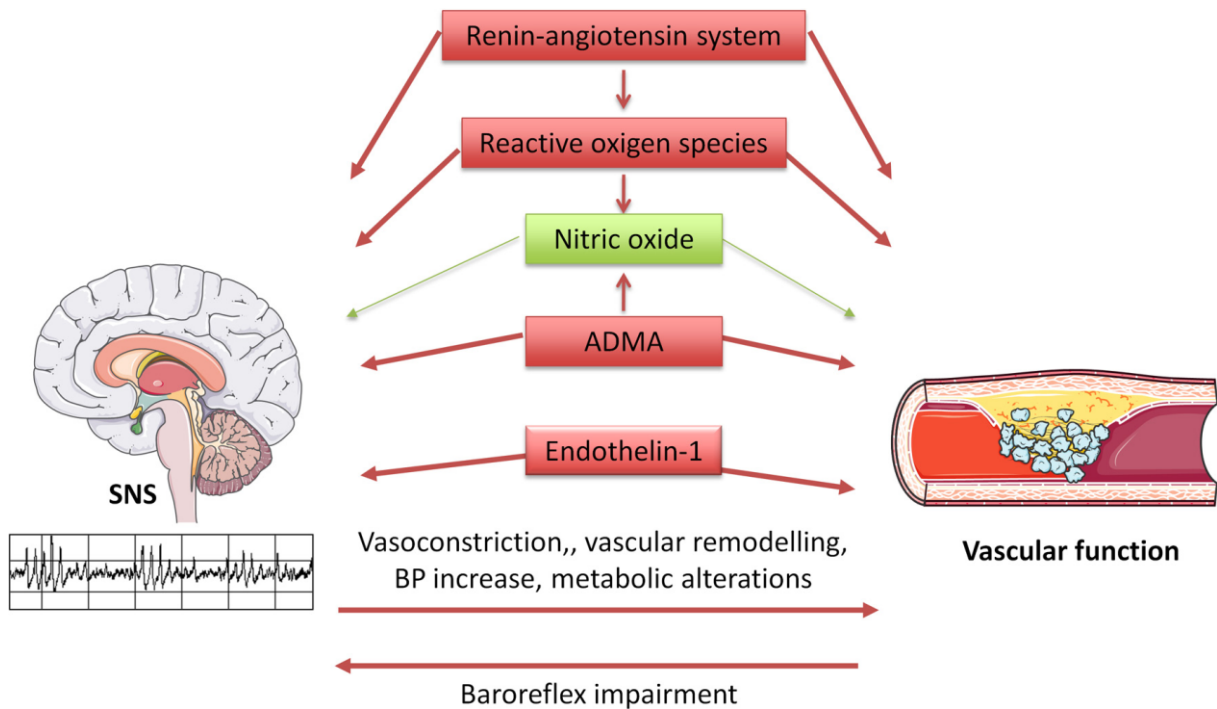 Renin-angiotensin system
Reactive oxigen species
Nitric oxide
ADMA
Endothelin-1
SNS
Vasoconstriction,, vascular remodelling,
BP increase, metabolic alterations
Vascular function
Baroreflex impairment